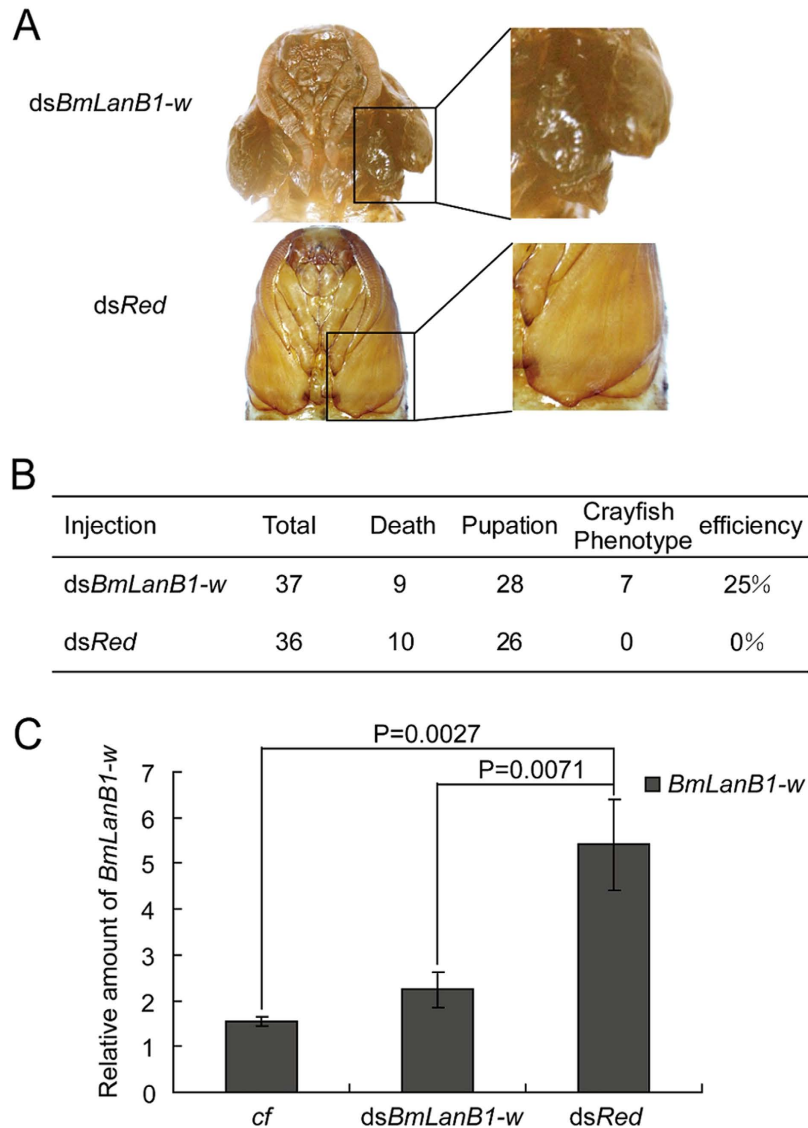 A
dsBmLanB1-w
dsRed
B
Injection Total Death Pupation Crayfish Phenotype efficiency
dsBmLanB1-w 37 9 28 7 25%
dsRed 36 10 26 0 0%
C
P=0.0027
P=0.0071
BmLanB1-w
Relative amount of BmLanB1-w
7
6
5
4
3
2
1
0
cf dsBmLanB1-w dsRed